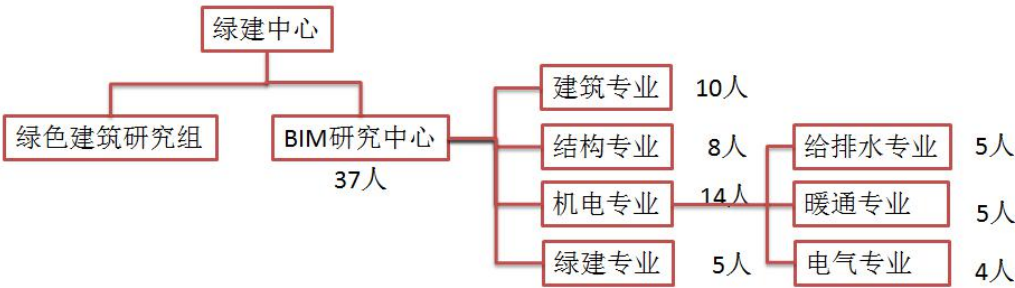 绿建中心
绿色建筑研究组
BIM研究中心
37人
建筑专业 10人
结构专业 8人
机电专业 14人
绿建专业 5人
给排水专业 5人
暖通专业 5人
电气专业 4人